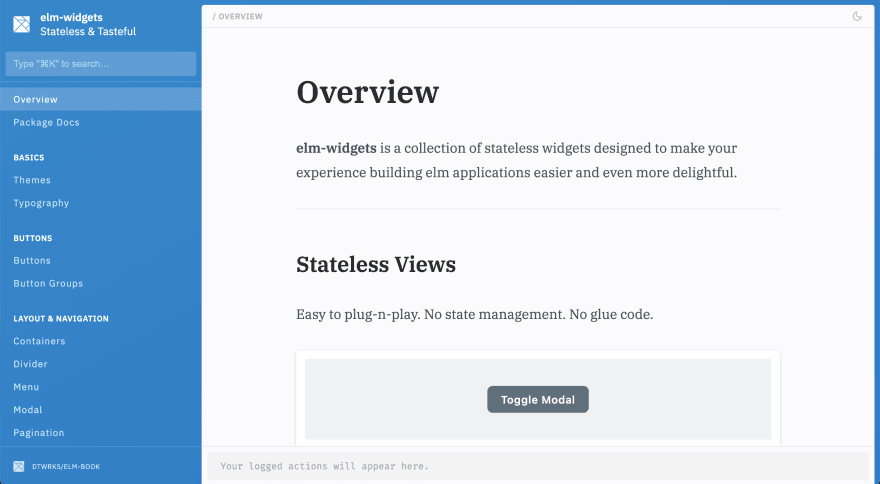 elm-widgets
Stateless & Tasteful
Type "⌘K" to search...
Overview
Package Docs
BASICS
Themes
Typography
BUTTONS
Buttons
Button Groups
LAYOUT & NAVIGATION
Containers
Divider
Menu
Modal
Pagination
DTWRKS/ELM-BOOK
/ OVERVIEW
Overview
elm-widgets is a collection of stateless widgets designed to make your
experience building elm applications easier and even more delightful.
Stateless Views
Easy to plug-n-play. No state management. No glue code.
Toggle Modal
Your logged actions will appear here.